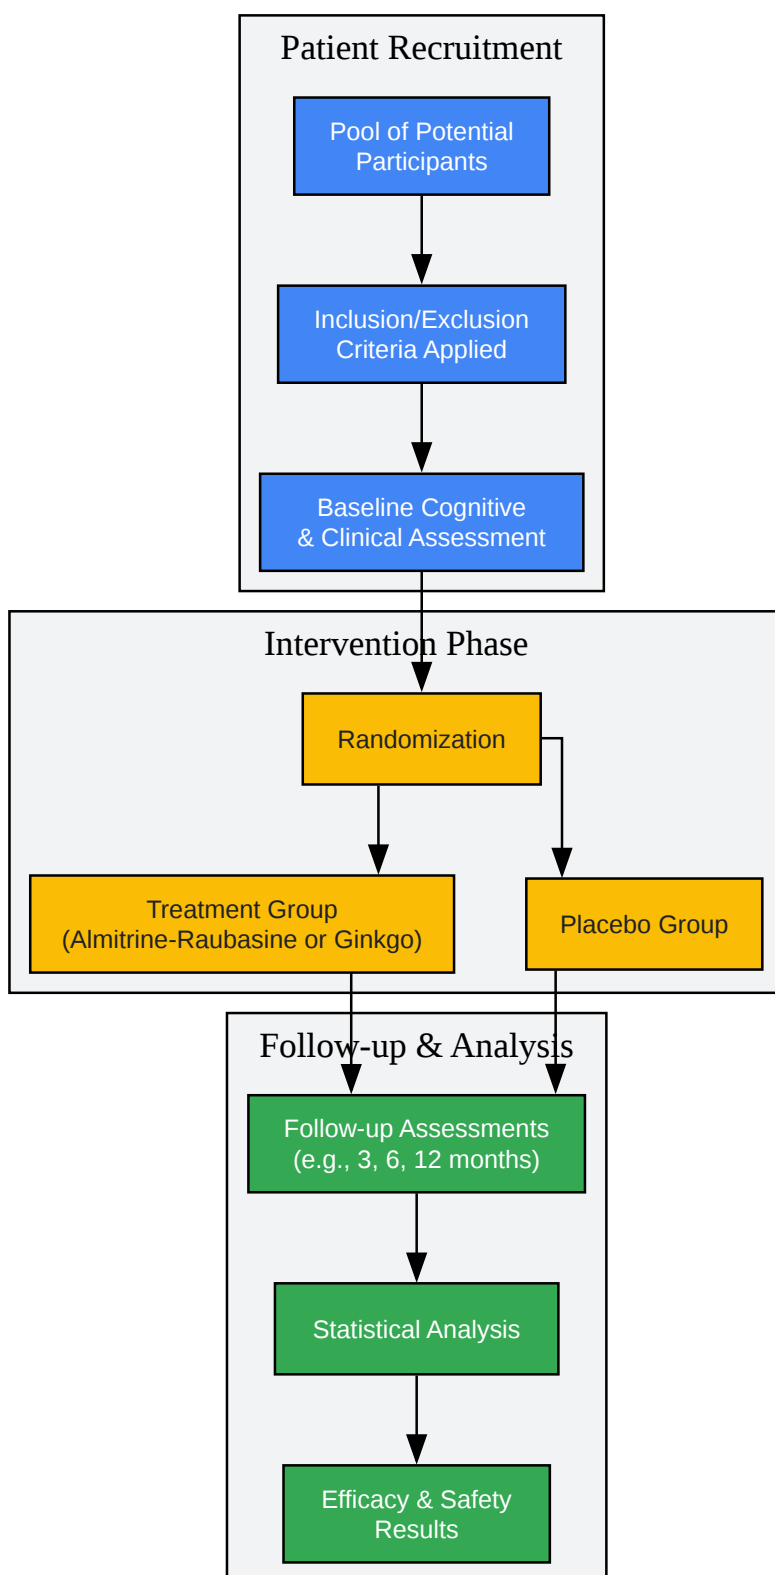 Patient Recruitment
Pool of Potential
Participants
Inclusion/Exclusion
Criteria Applied
Baseline Cognitive
& Clinical Assessment
Intervention Phase
Randomization
Treatment Group
(Almitrine-Raubasine or Ginkgo)
Placebo Group
Follow-up & Analysis
Follow-up Assessments
(e.g., 3, 6, 12 months)
Statistical Analysis
Efficacy & Safety
Results